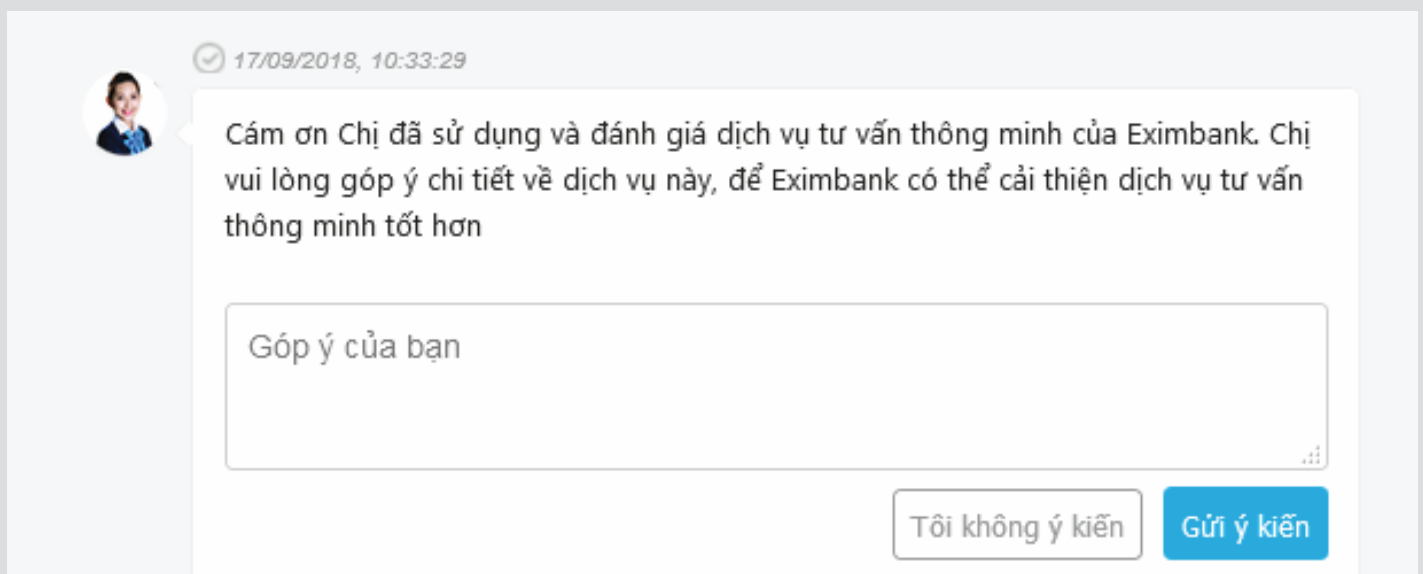 17/09/2018, 10:33:29
Cám ơn Chị đã sử dụng và đánh giá dịch vụ tư vấn thông minh của Eximbank. Chị
vui lòng góp ý chi tiết về dịch vụ này, để Eximbank có thể cải thiện dịch vụ tư vấn
thông minh tốt hơn
Góp ý của bạn
Tôi không ý kiến
Gửi ý kiến